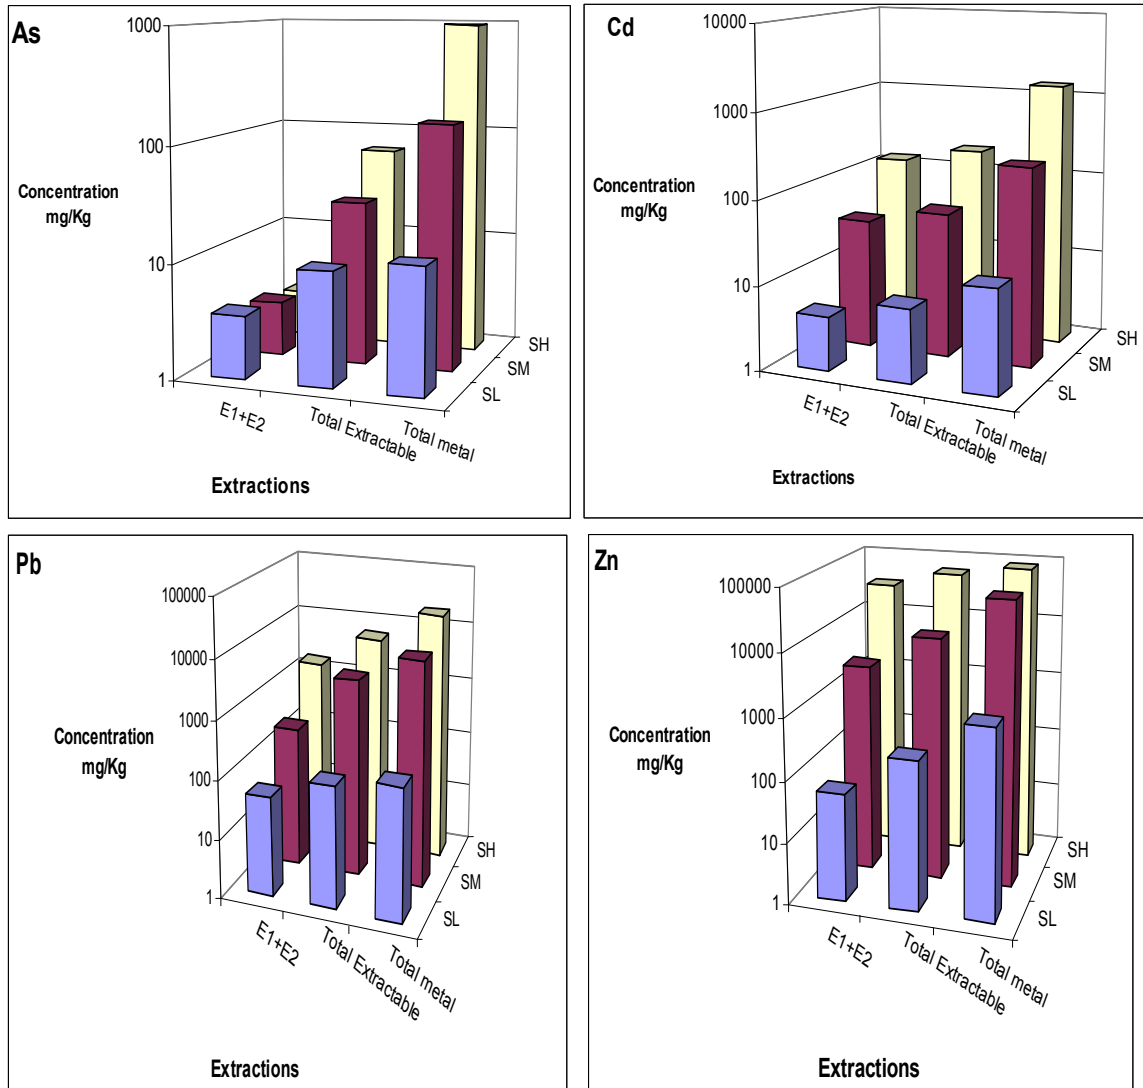 As
1000
100
10
1
Concentration
mg/Kg
E1+E2
Total Extractable
Total metal
SL
SM
SH
Extractions
Cd
10000
1000
100
10
1
Concentration
mg/Kg
E1+E2
Total Extractable
Total metal
SL
SM
SH
Extractions
Pb
100000
10000
1000
100
10
1
Concentration
mg/Kg
E1+E2
Total Extractable
Total metal
SL
SM
SH
Extractions
Zn
100000
10000
1000
100
10
1
Concentration
mg/Kg
E1+E2
Total Extractable
Total metal
SL
SM
SH
Extractions